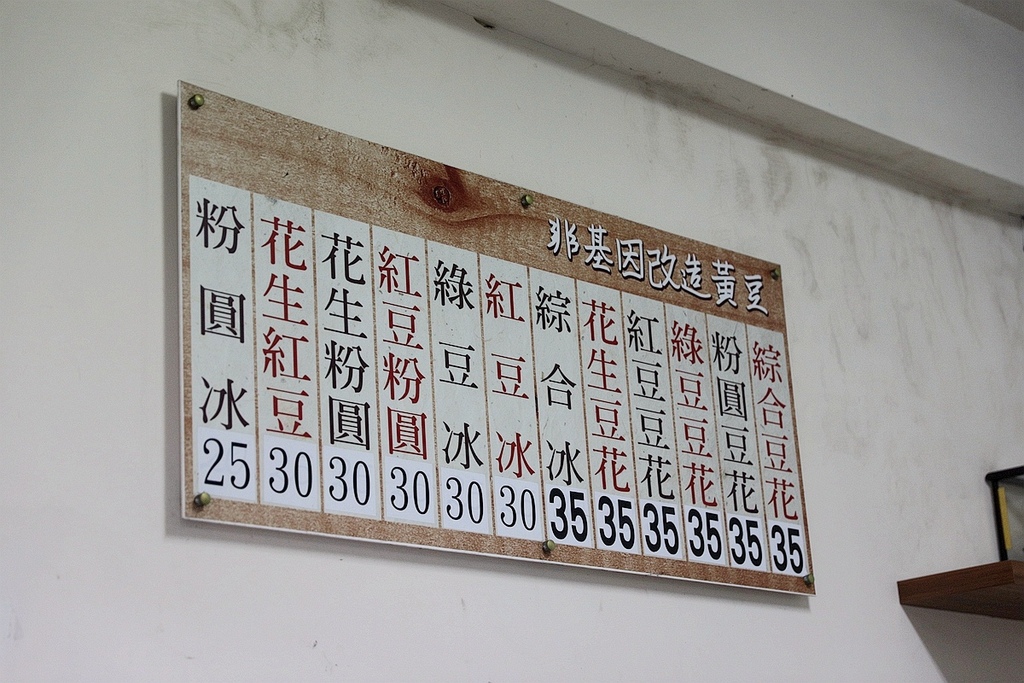 非基因改造黃豆
綜合豆花 35
粉圓豆花 35
綠豆豆花 35
紅豆豆花 35
花生豆花 35
綜合冰 35
紅豆冰 30
綠豆冰 30
紅豆粉圓 30
花生粉圓 30
花生紅豆 30
粉圓冰 25